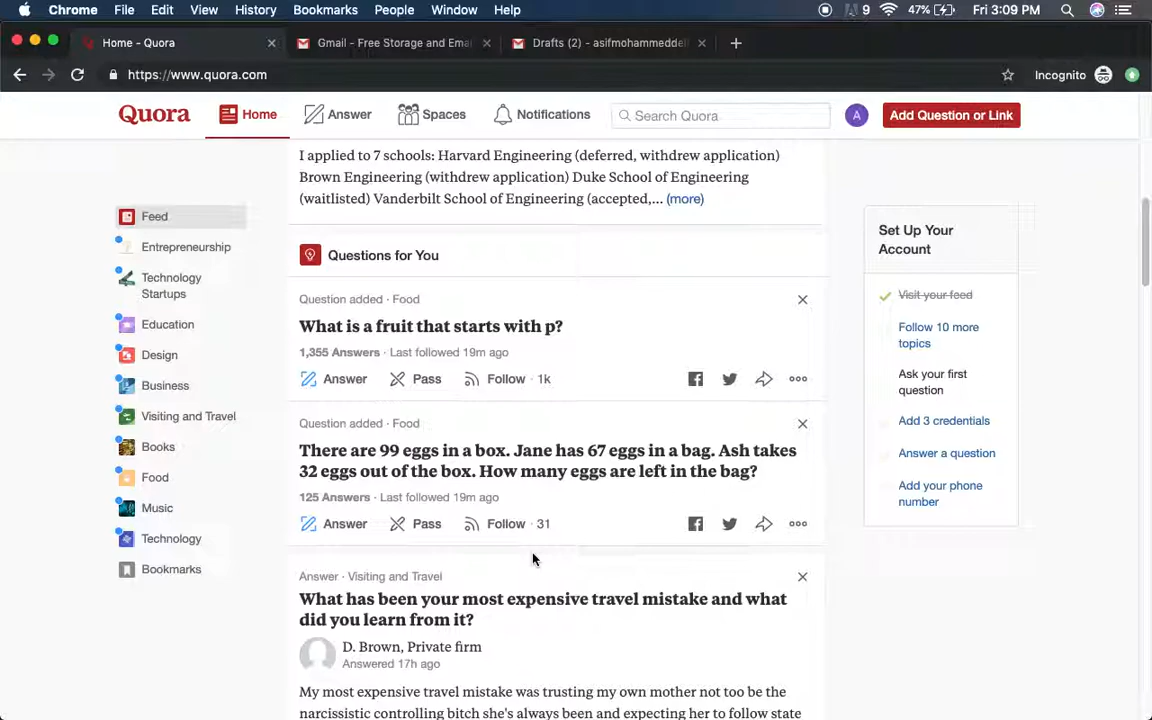 Chrome File Edit View History Bookmarks People Window Help 9 47% Fri 3:09 PM
Home - Quora Gmail - Free Storage and Emai Drafts (2) - asifmohammeddel
https://www.quora.com Incognito
Quora Home Answer Spaces Notifications Search Quora A Add Question or Link
I applied to 7 schools: Harvard Engineering (deferred, withdrew application)
Brown Engineering (withdrew application) Duke School of Engineering
(waitlisted) Vanderbilt School of Engineering (accepted,... (more)
Feed
Entrepreneurship
Technology
Startups
Education
Design
Business
Visiting and Travel
Books
Food
Music
Technology
Bookmarks
Questions for You
Question added · Food
What is a fruit that starts with p?
1,355 Answers · Last followed 19m ago
Answer Pass Follow · 1k
Question added · Food
There are 99 eggs in a box. Jane has 67 eggs in a bag. Ash takes
32 eggs out of the box. How many eggs are left in the bag?
125 Answers · Last followed 19m ago
Answer Pass Follow · 31
Answer · Visiting and Travel
What has been your most expensive travel mistake and what
did you learn from it?
D. Brown, Private firm
Answered 17h ago
My most expensive travel mistake was trusting my own mother not too be the
narcissistic controlling bitch she's always been and expecting her to follow state
Set Up Your
Account
Visit your feed
Follow 10 more
topics
Ask your first
question
Add 3 credentials
Answer a question
Add your phone
number